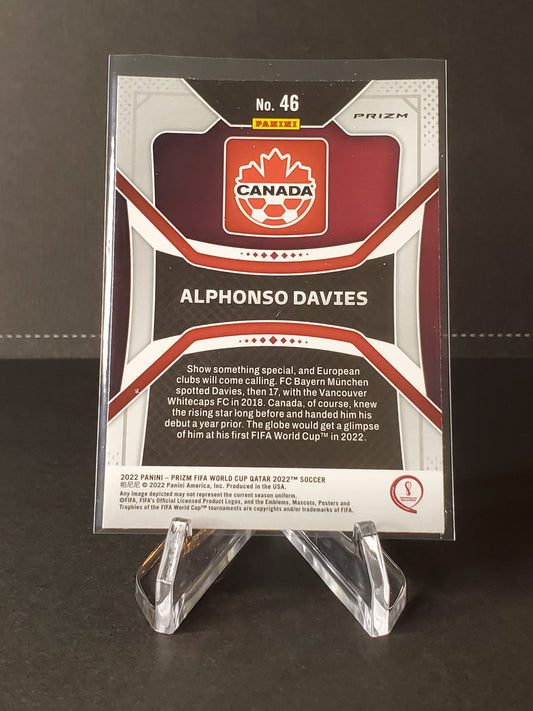 No. 46
PANINI
PRIZM
CANADA
ALPHONSO DAVIES
Show something special, and European
clubs will come calling. FC Bayern München
spotted Davies, then 17, with the Vancouver
Whitecaps FC in 2018. Canada, of course, knew
the rising star long before and handed him his
debut a year prior. The globe would get a glimpse
of him at his first FIFA World Cup™ in 2022.
2022 PANINI – PRIZM FIFA WORLD CUP QATAR 2022™ SOCCER
帕尼尼 © 2022 Panini America, Inc. Produced in the USA.
Any image depicted may not represent the current season uniform.
©FIFA, FIFA's Official Licensed Product Logos, and the Emblems, Mascots, Posters and
Trophies of the FIFA World Cup™ tournaments are copyrights and/or trademarks of FIFA.